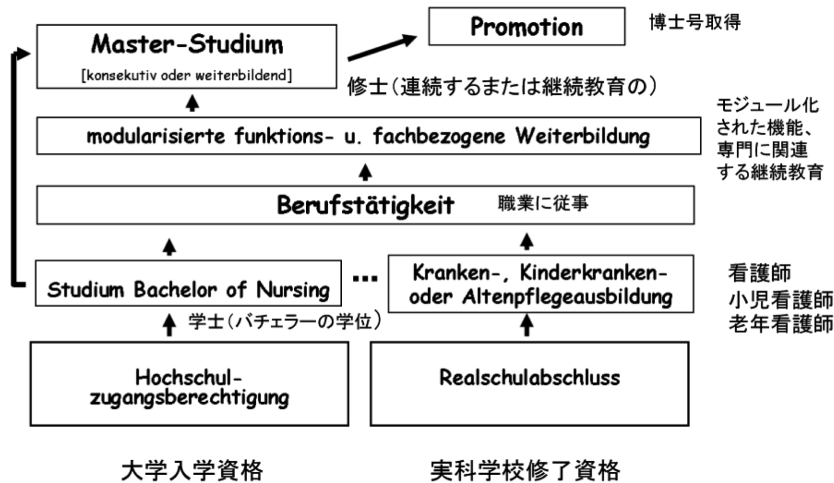 Master-Studium
[konsekutiv oder weiterbildend]
Promotion
博士号取得
修士(連続するまたは継続教育の)
modularisierte funktions- u. fachbezogene Weiterbildung
モジュール化
された機能、
専門に関連
する継続教育
Berufstätigkeit
職業に従事
Studium Bachelor of Nursing
...
Kranken-, Kinderkranken-
oder Altenpflegeausbildung
看護師
小児看護師
老年看護師
学士(バチェラーの学位)
Hochschul-
zugangsberechtigung
Realschulabschluss
大学入学資格
実科学校修了資格